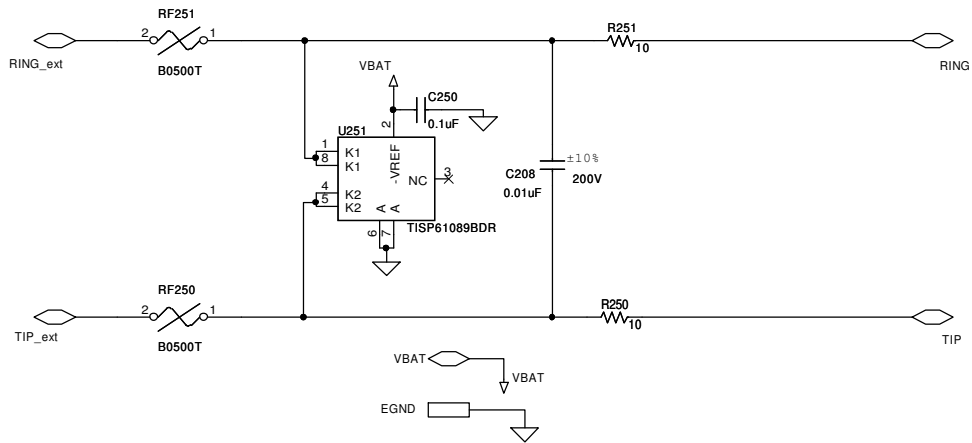 RF251
2
1
RING_ext
B0500T
R251
10
RING
VBAT
C250
0.1uF
U251
2
1
8
K1
K1
-VREF
NC
3
4
5
K2
K2
A
A
6
7
TISP61089BDR
C208
0.01uF
±10%
200V
RF250
2
1
TIP_ext
B0500T
R250
10
TIP
VBAT
VBAT
EGND